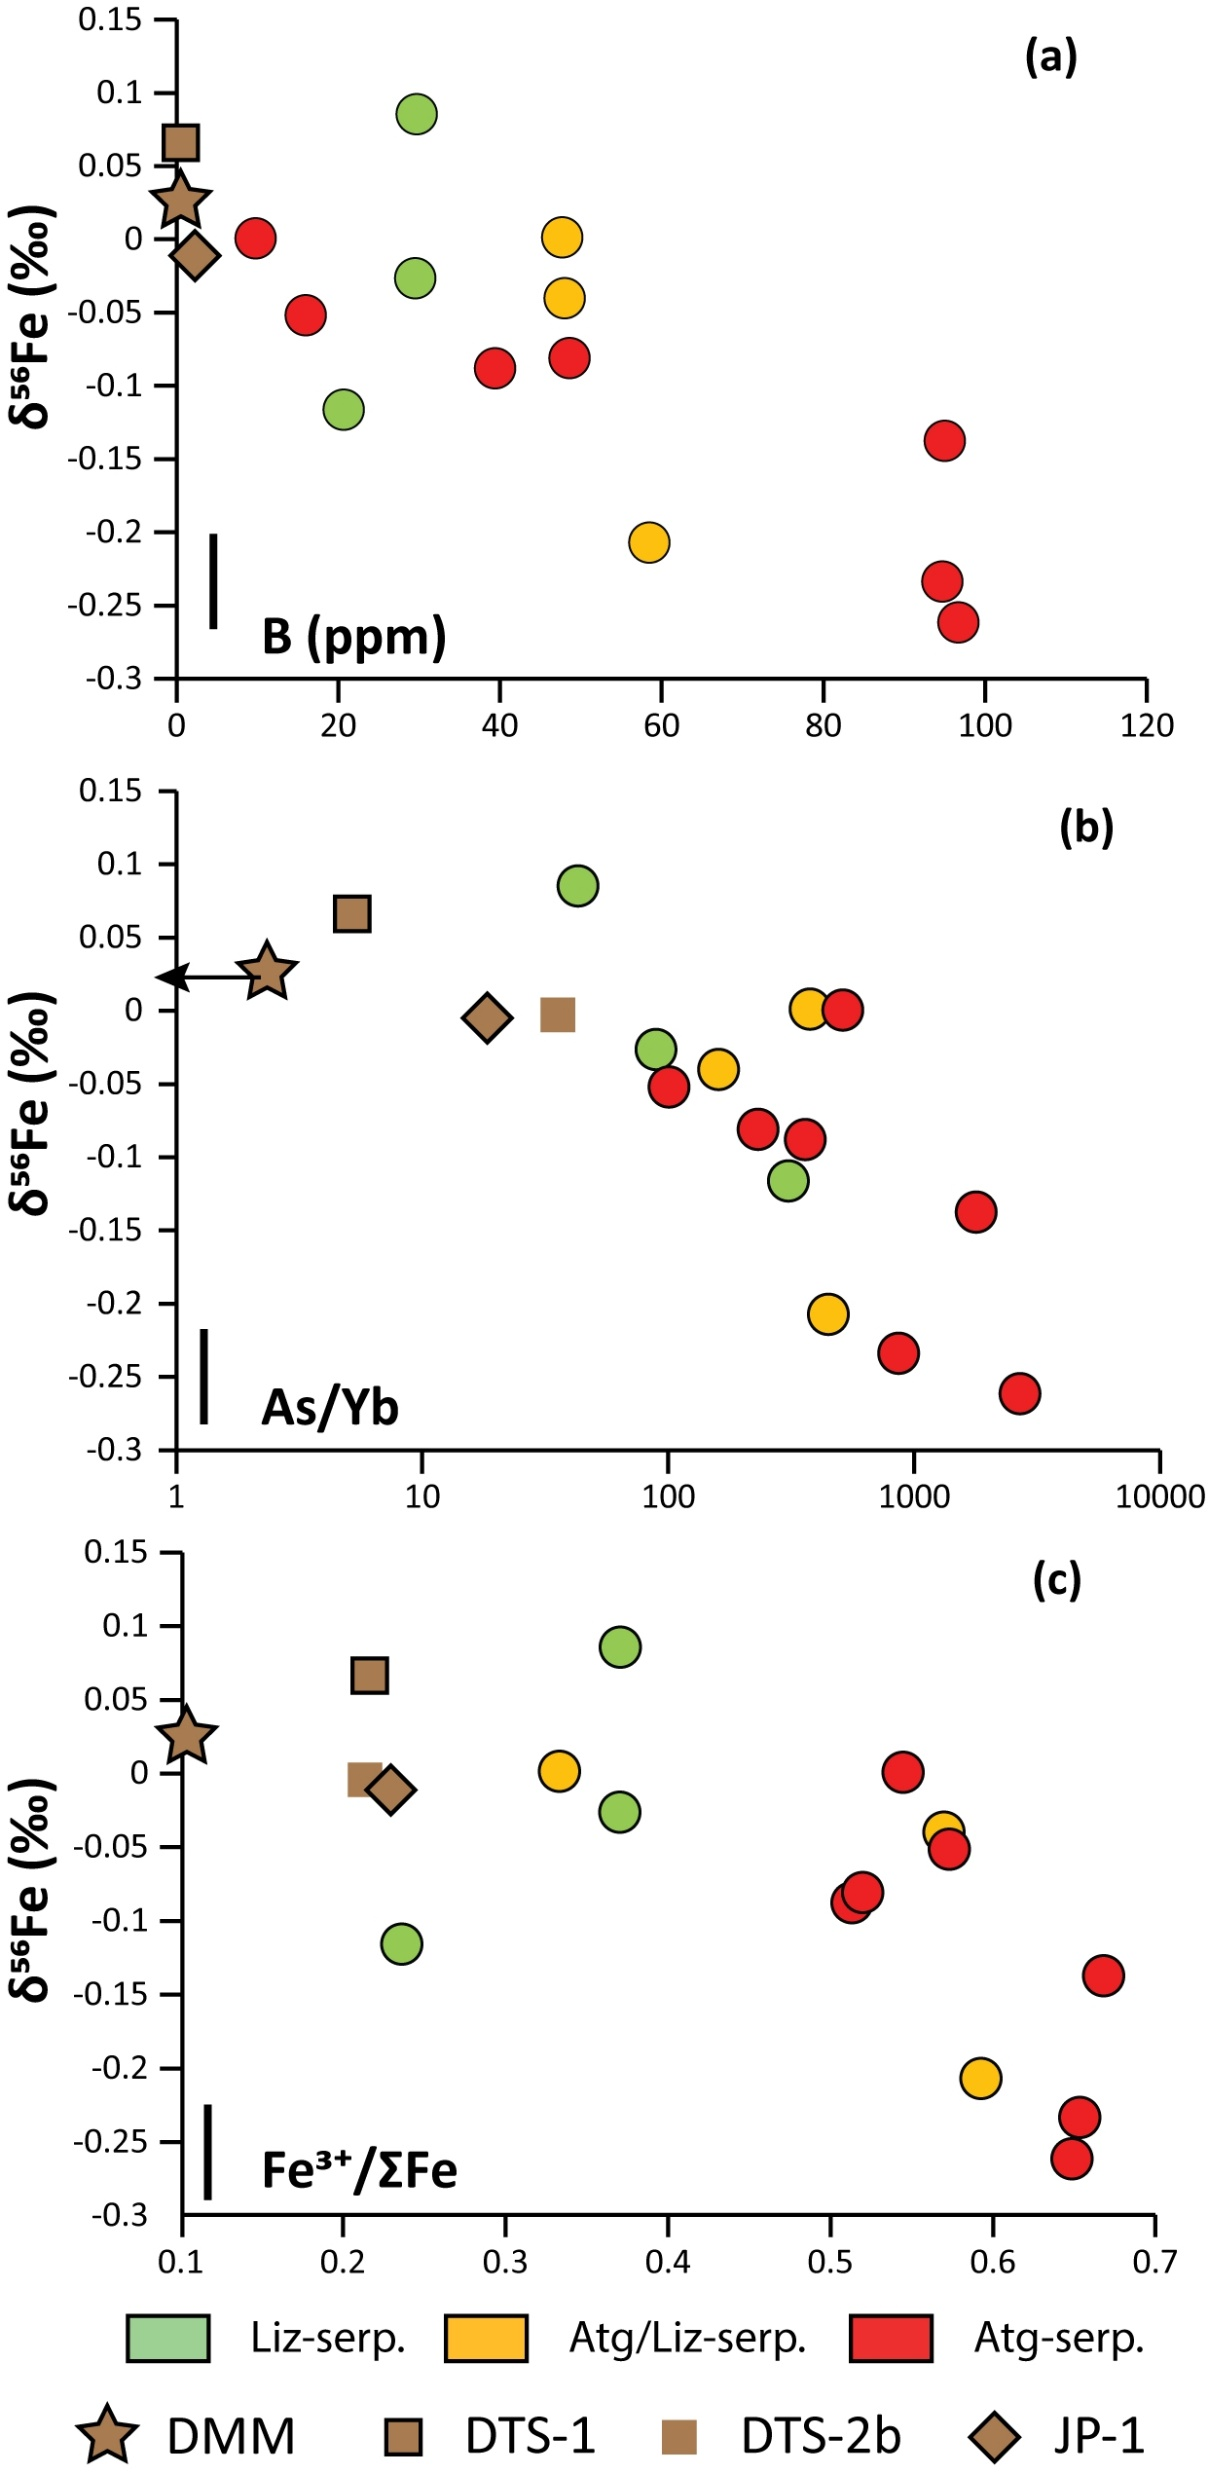 (a)
0.15
0.1
0.05
0
-0.05
-0.1
-0.15
-0.2
-0.25
-0.3
δ⁵⁶Fe (‰)
B (ppm)
0 20 40 60 80 100 120
(b)
0.15
0.1
0.05
0
-0.05
-0.1
-0.15
-0.2
-0.25
-0.3
δ⁵⁶Fe (‰)
As/Yb
1 10 100 1000 10000
(c)
0.15
0.1
0.05
0
-0.05
-0.1
-0.15
-0.2
-0.25
-0.3
δ⁵⁶Fe (‰)
Fe³⁺/ΣFe
0.1 0.2 0.3 0.4 0.5 0.6 0.7
Liz-serp. Atg/Liz-serp. Atg-serp.
DMM DTS-1 DTS-2b JP-1